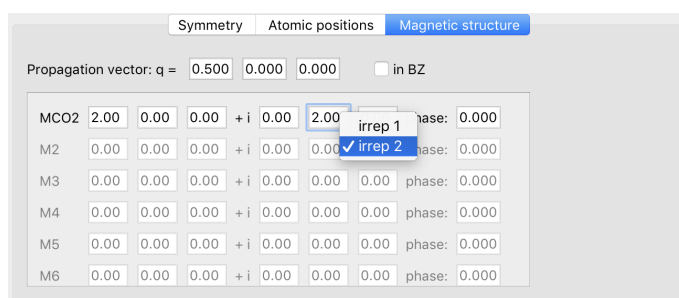 Symmetry Atomic positions Magnetic structure
Propagation vector: q = 0.500 0.000 0.000 in BZ
MCO2 2.00 0.00 0.00 + i 0.00 2.00 phase: 0.000
irrep 1
M2 0.00 0.00 0.00 + i 0.00 0.00 ✓ irrep 2 phase: 0.000
M3 0.00 0.00 0.00 + i 0.00 0.00 0.00 phase: 0.000
M4 0.00 0.00 0.00 + i 0.00 0.00 0.00 phase: 0.000
M5 0.00 0.00 0.00 + i 0.00 0.00 0.00 phase: 0.000
M6 0.00 0.00 0.00 + i 0.00 0.00 0.00 phase: 0.000